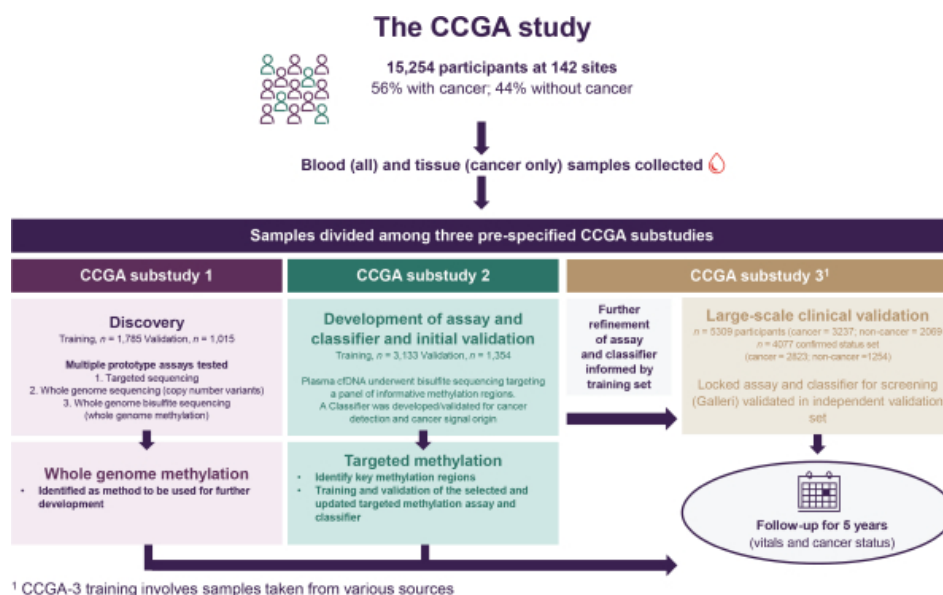 The CCGA study
15,254 participants at 142 sites
56% with cancer; 44% without cancer
Blood (all) and tissue (cancer only) samples collected
Samples divided among three pre-specified CCGA substudies
CCGA substudy 1
Discovery
Training, n = 1,785 Validation, n = 1,015
Multiple prototype assays tested
1. Targeted sequencing
2. Whole genome sequencing (copy number variants)
3. Whole genome bisulfite sequencing
(whole genome methylation)
Whole genome methylation
• Identified as method to be used for further
development
CCGA substudy 2
Development of assay and
classifier and initial validation
Training, n = 3,133 Validation, n = 1,354
Plasma cfDNA underwent bisulfite sequencing targeting
a panel of informative methylation regions.
A Classifier was developed/validated for cancer
detection and cancer signal origin
Targeted methylation
• Identify key methylation regions
• Training and validation of the selected and
updated targeted methylation assay and
classifier
CCGA substudy 3¹
Further
refinement
of assay
and classifier
informed by
training set
Large-scale clinical validation
n = 5309 participants (cancer = 3237; non-cancer = 2069
n = 4077 confirmed status set
(cancer = 2823; non-cancer =1254)
Locked assay and classifier for screening
(Galleri) validated in independent validation
set
Follow-up for 5 years
(vitals and cancer status)
¹ CCGA-3 training involves samples taken from various sources